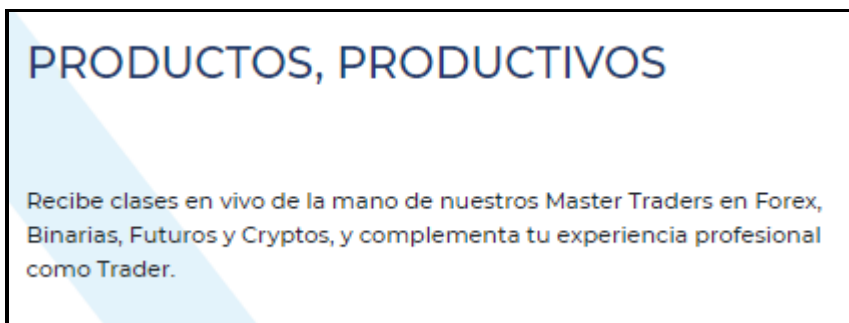 PRODUCTOS, PRODUCTIVOS
Recibe clases en vivo de la mano de nuestros Master Traders en Forex,
Binarias, Futuros y Cryptos, y complementa tu experiencia profesional
como Trader.